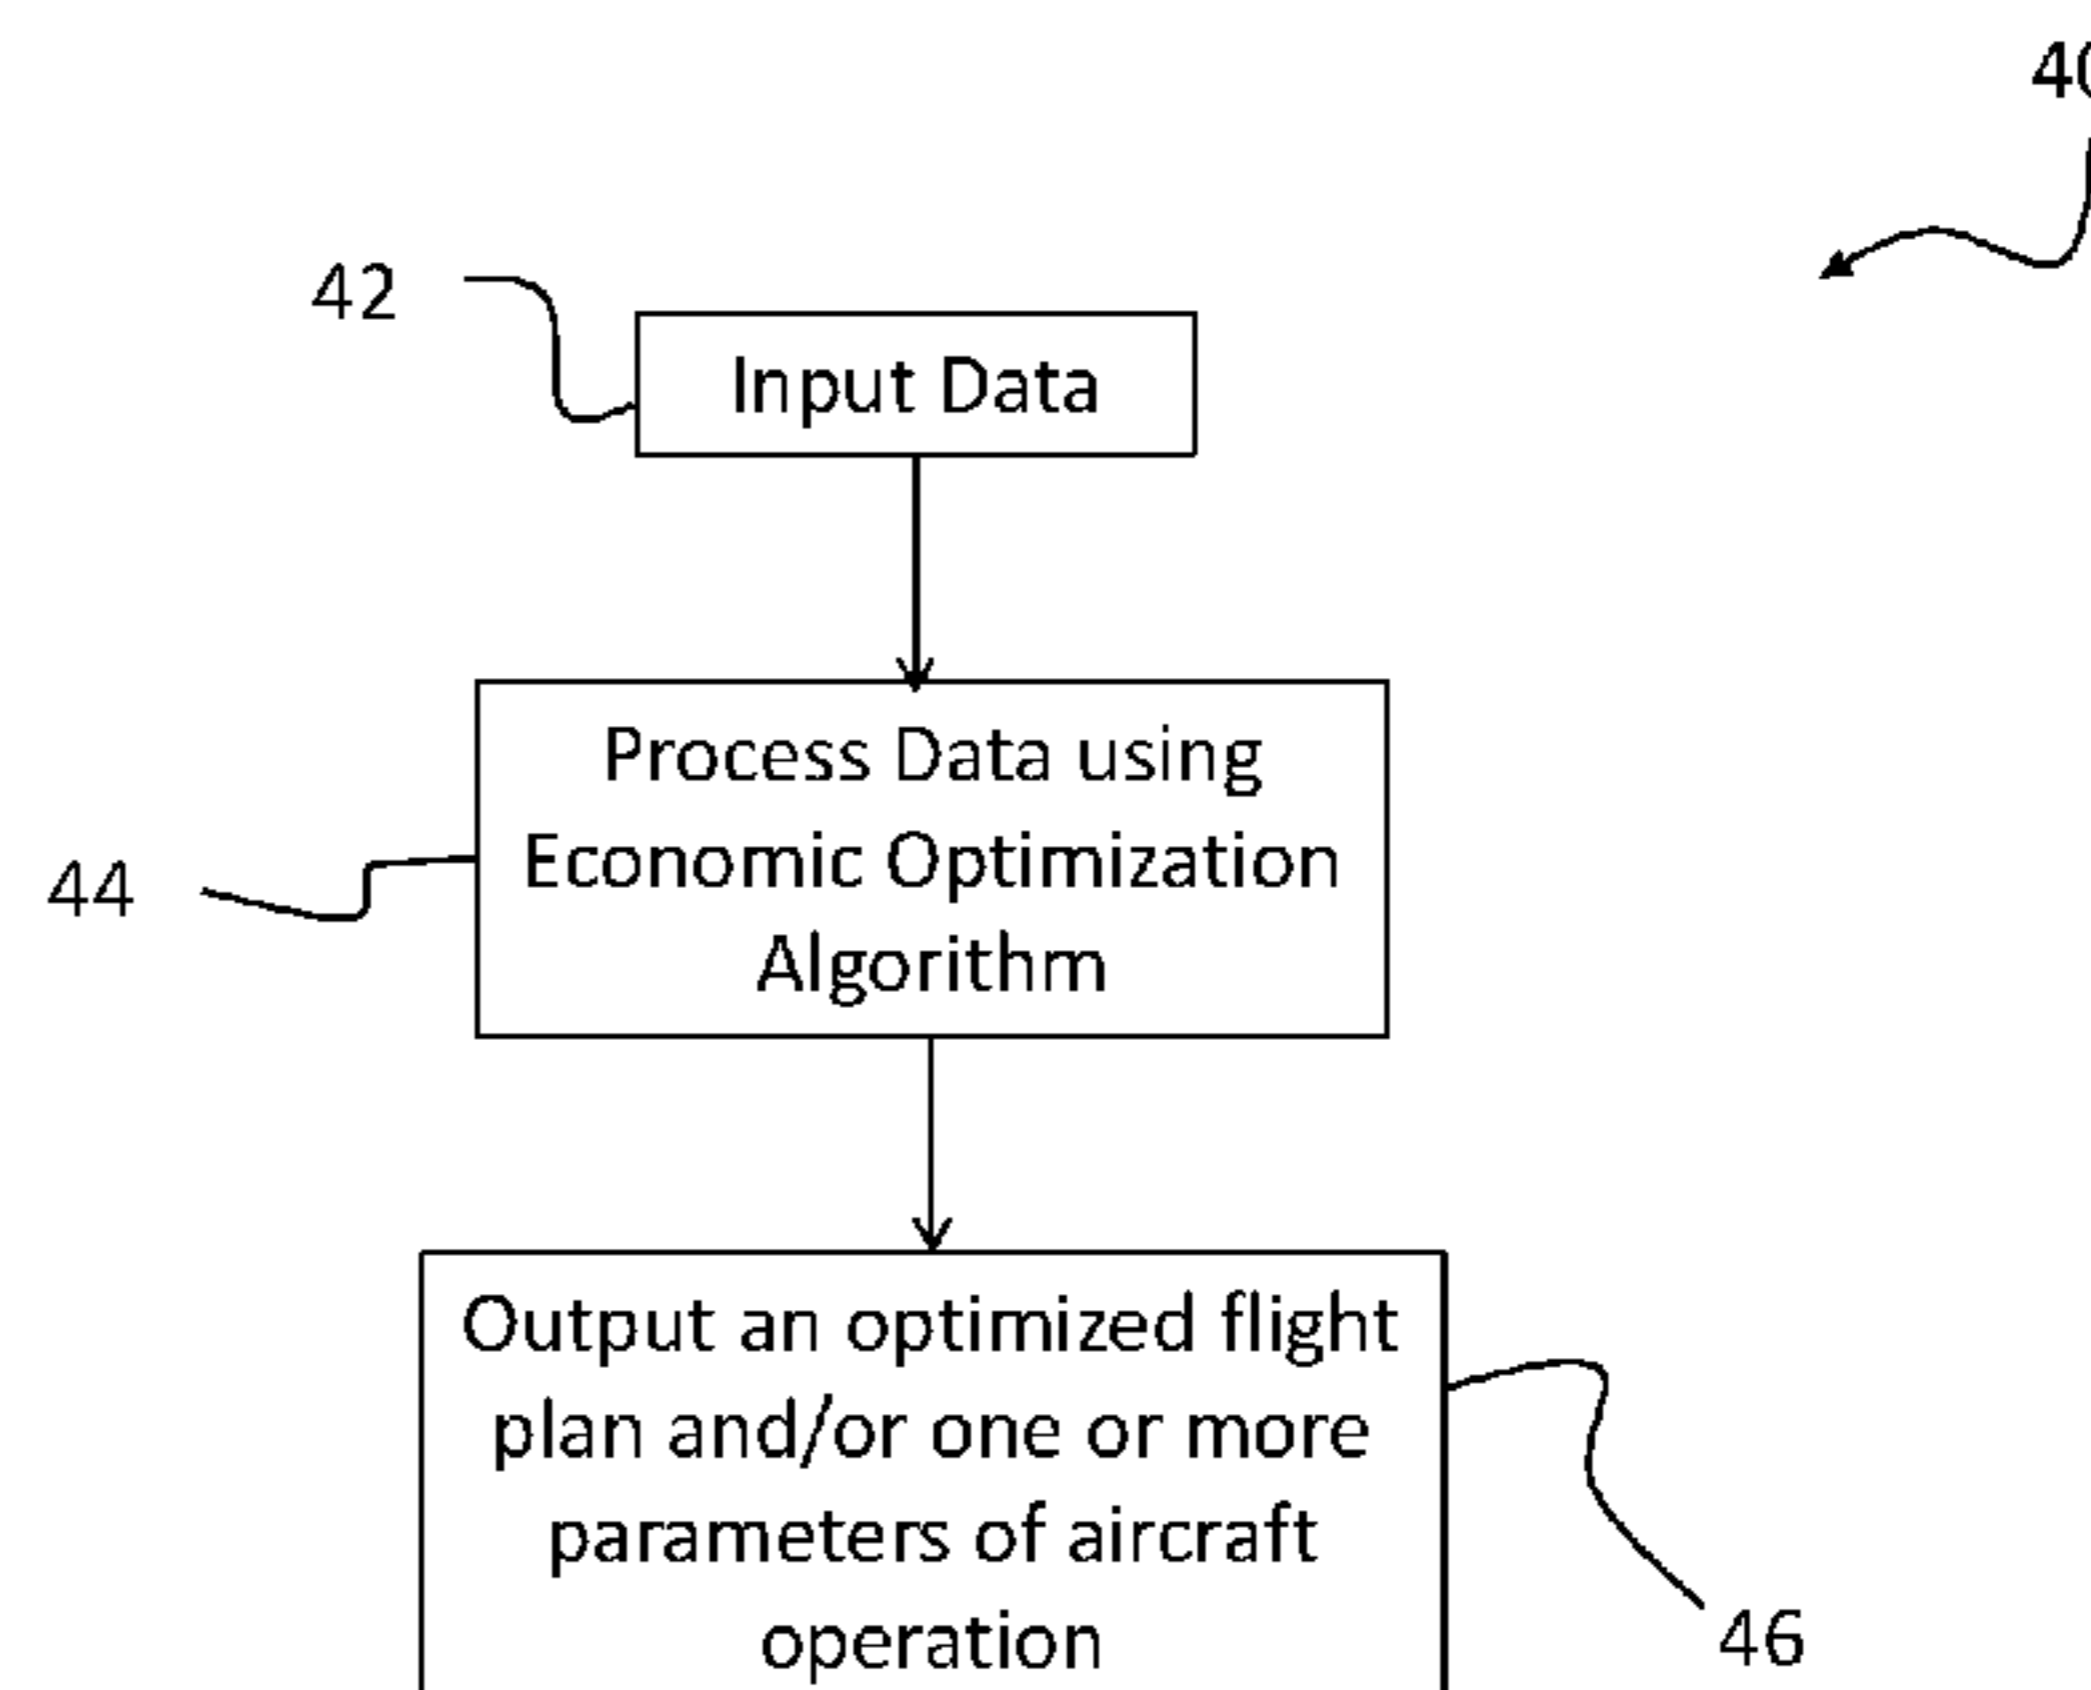 42
Input Data
Process Data using
Economic Optimization
Algorithm
44
Output an optimized flight
plan and/or one or more
parameters of aircraft
operation
46